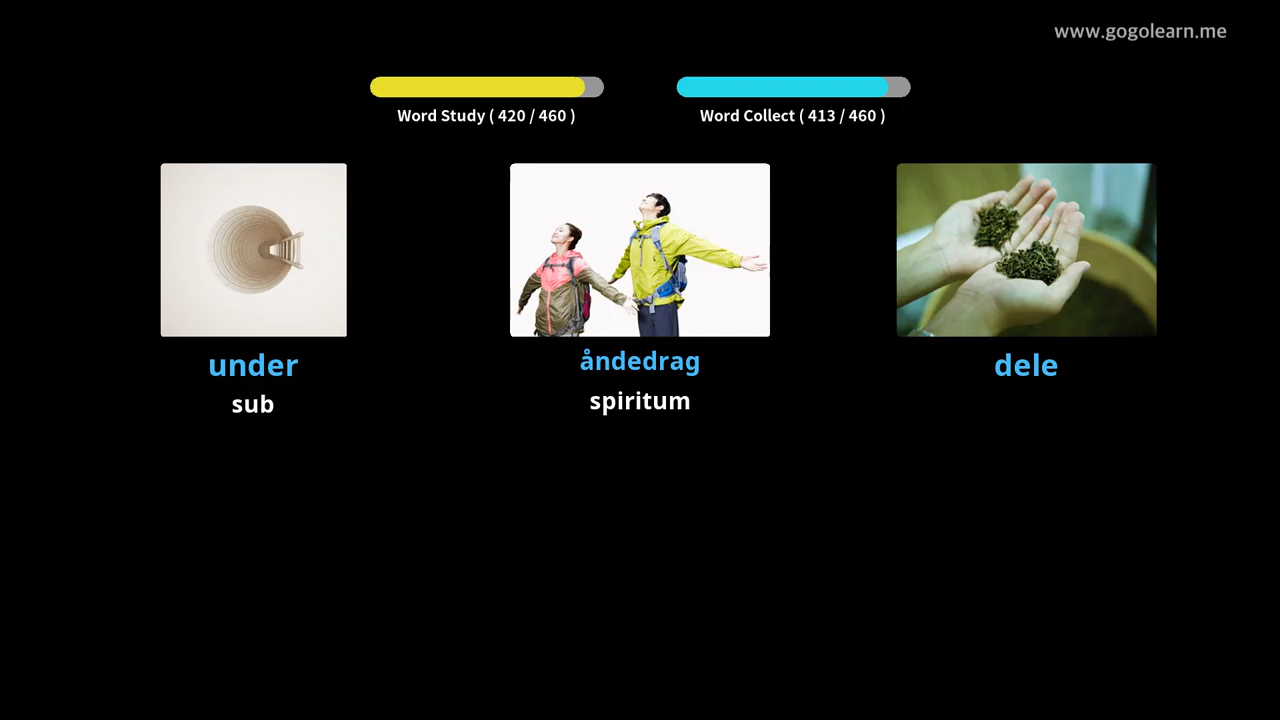 www.gogolearn.me
Word Study ( 420 / 460 )
Word Collect ( 413 / 460 )
under
sub
åndedrag
spiritum
dele